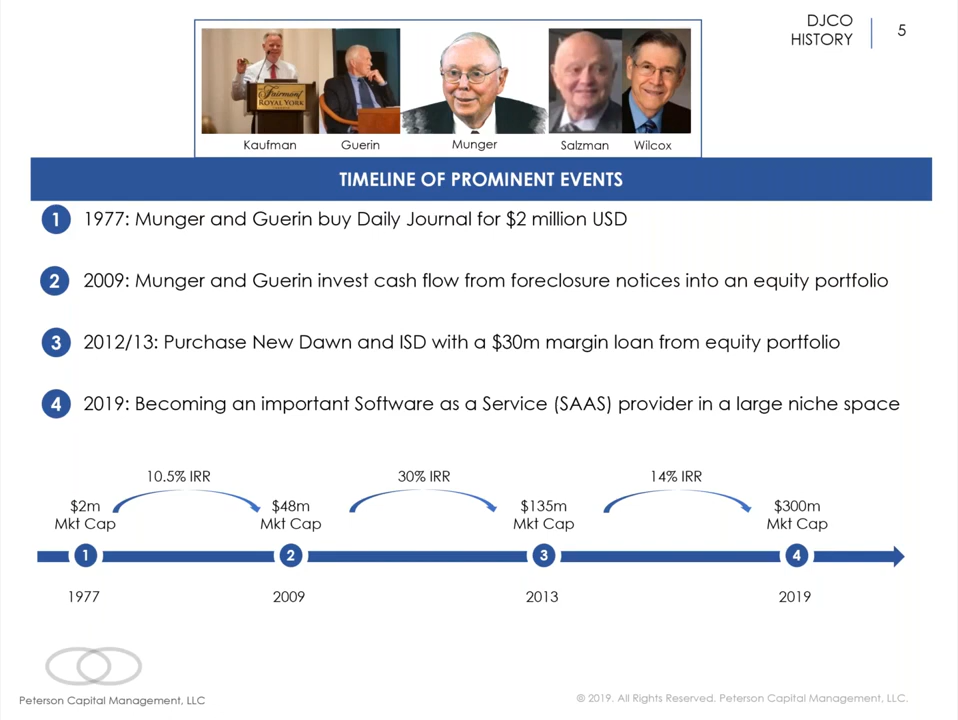 DJCO
HISTORY
5
Fairmont
ROYAL YORK
Kaufman
Guerin
Munger
Salzman
Wilcox
TIMELINE OF PROMINENT EVENTS
1 1977: Munger and Guerin buy Daily Journal for $2 million USD
2 2009: Munger and Guerin invest cash flow from foreclosure notices into an equity portfolio
3 2012/13: Purchase New Dawn and ISD with a $30m margin loan from equity portfolio
4 2019: Becoming an important Software as a Service (SAAS) provider in a large niche space
10.5% IRR
30% IRR
14% IRR
$2m
Mkt Cap
$48m
Mkt Cap
$135m
Mkt Cap
$300m
Mkt Cap
1
2
3
4
1977
2009
2013
2019
Peterson Capital Management, LLC
© 2019. All Rights Reserved. Peterson Capital Management, LLC.